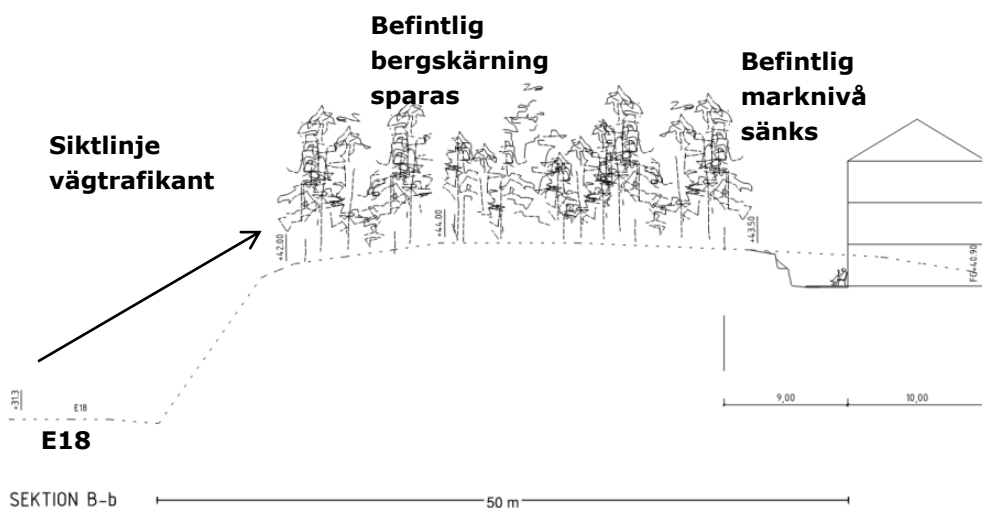 Befintlig
bergskärning
sparas
Befintlig
marknivå
sänks
Siktlinje
vägtrafikant
+42.00
+44.00
+43.50
FG+40.90
+31.3
E18
E18
9,00
10,00
SEKTION B-b
50 m